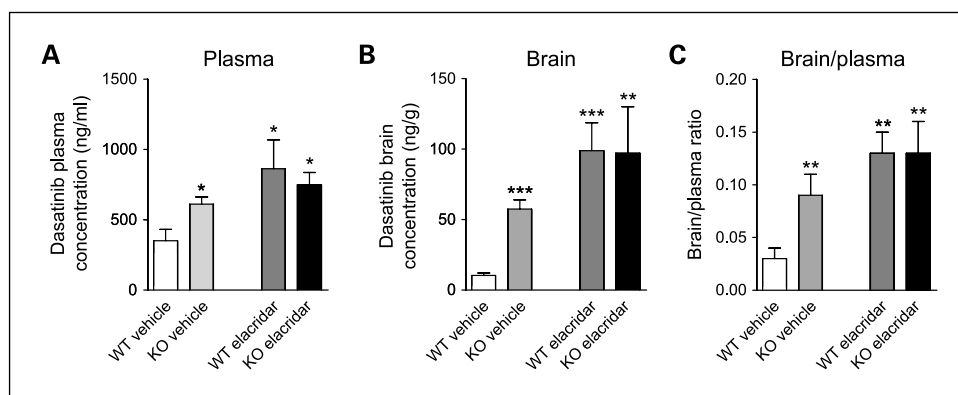 A
Plasma
Dasatinib plasma
concentration (ng/ml)
1500
1000
500
0
*
*
*
WT vehicle
KO vehicle
WT elacridar
KO elacridar
B
Brain
Dasatinib brain
concentration (ng/g)
150
100
50
0
***
***
**
WT vehicle
KO vehicle
WT elacridar
KO elacridar
C
Brain/plasma
Brain/plasma ratio
0.20
0.15
0.10
0.05
0.00
**
**
**
WT vehicle
KO vehicle
WT elacridar
KO elacridar